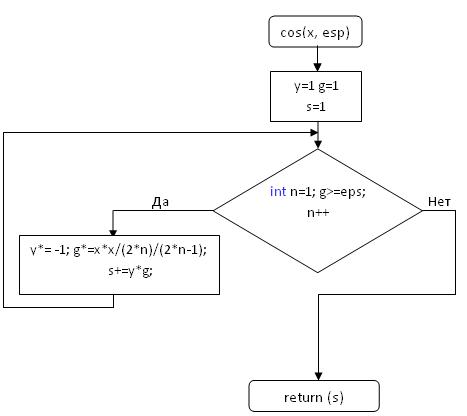 cos(x, esp)
y=1 g=1
s=1
int n=1; g>=eps;
n++
Да
Нет
y*= -1; g*=x*x/(2*n)/(2*n-1);
s+=y*g;
return (s)